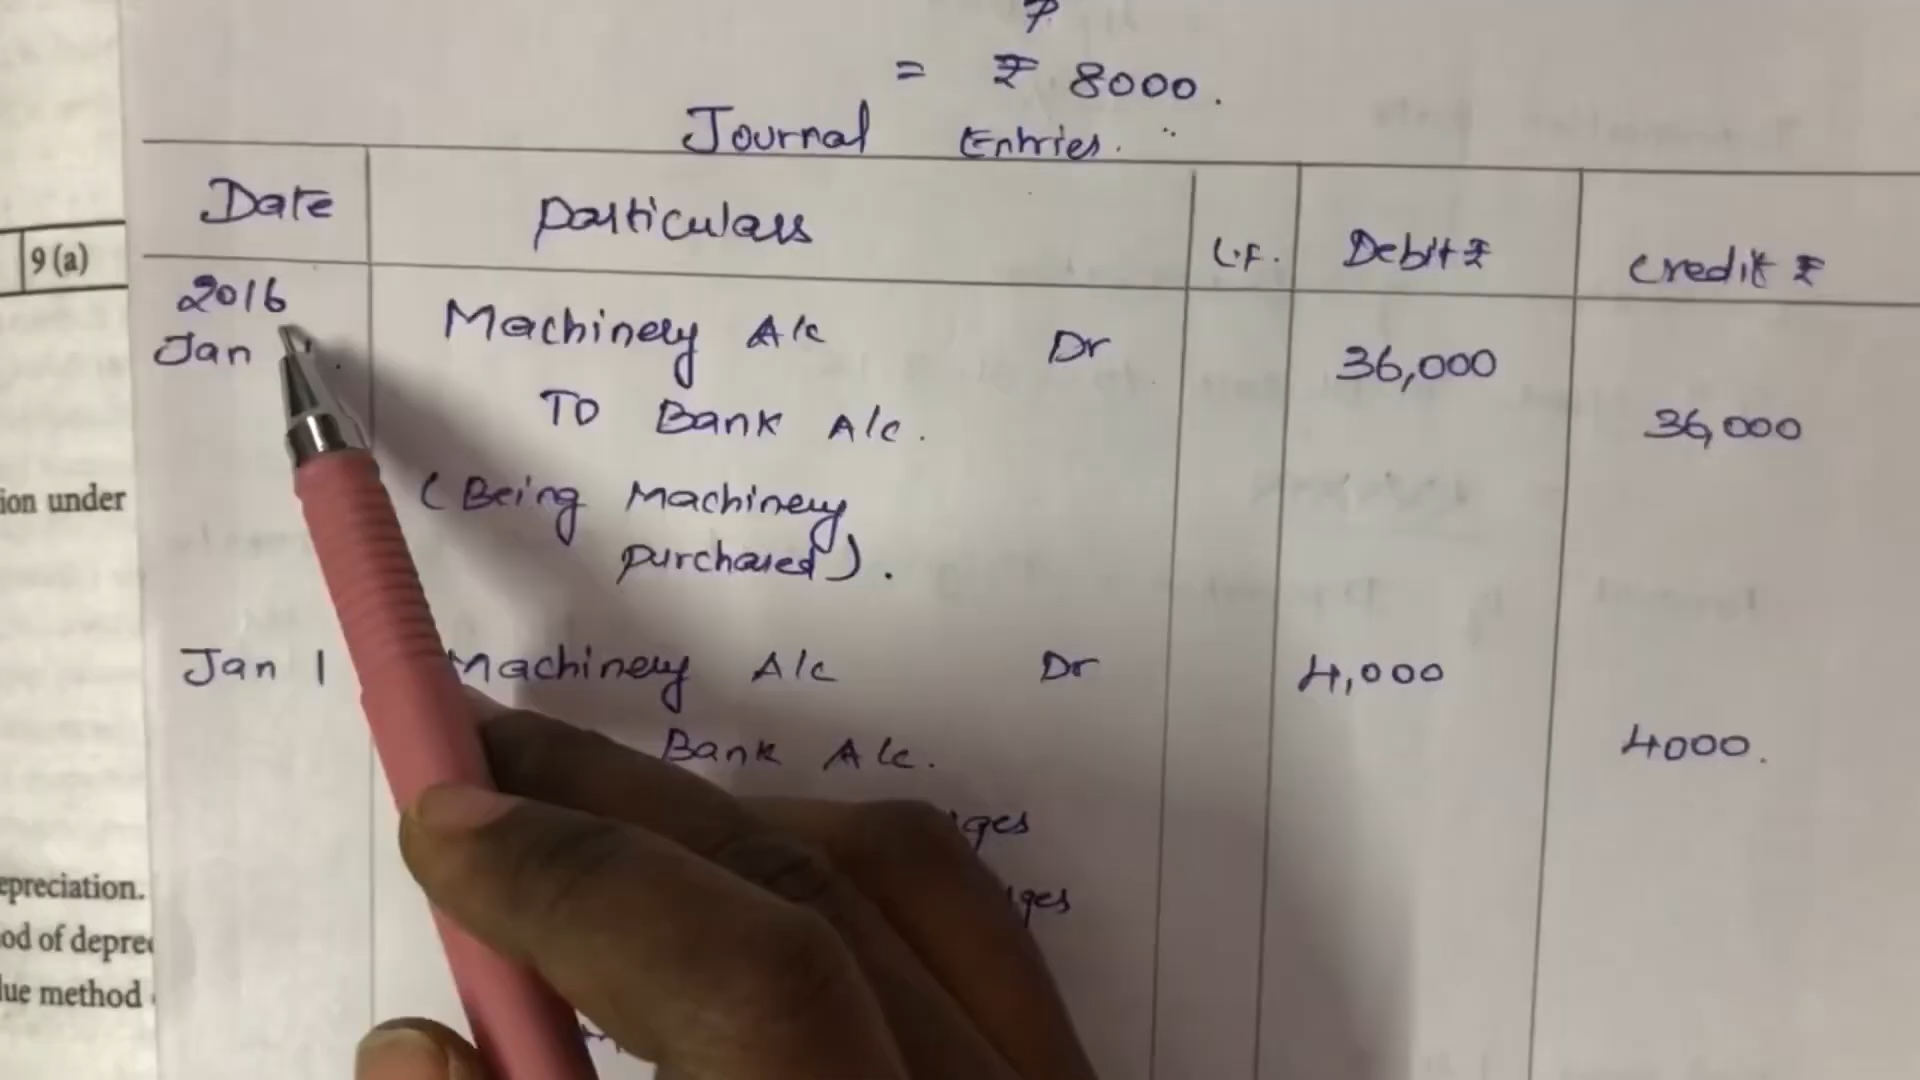 = ₹ 8000.
Journal Entries.
Date Particulars L.F. Debit ₹ Credit ₹
2016
Jan Machinery A/c Dr 36,000
TO Bank A/c. 36,000
(Being Machinery
purchased).
Jan 1 Machinery A/c Dr 4,000
Bank A/c. 4000.
9 (a)
ion under
epreciation.
od of depre
lue method